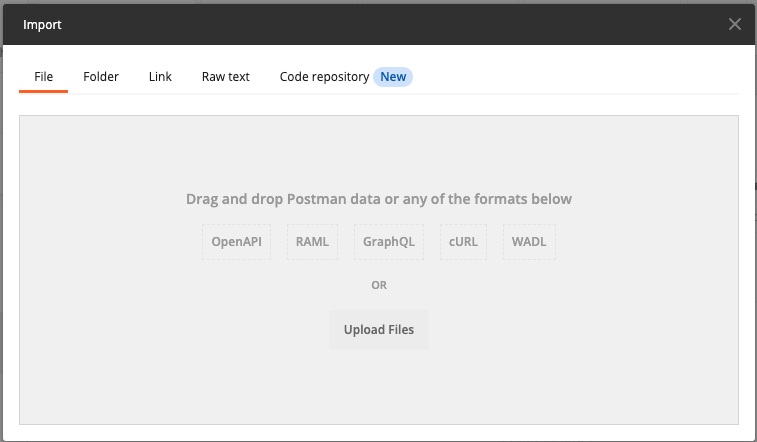 Import
File Folder Link Raw text Code repository New
Drag and drop Postman data or any of the formats below
OpenAPI RAML GraphQL cURL WADL
OR
Upload Files